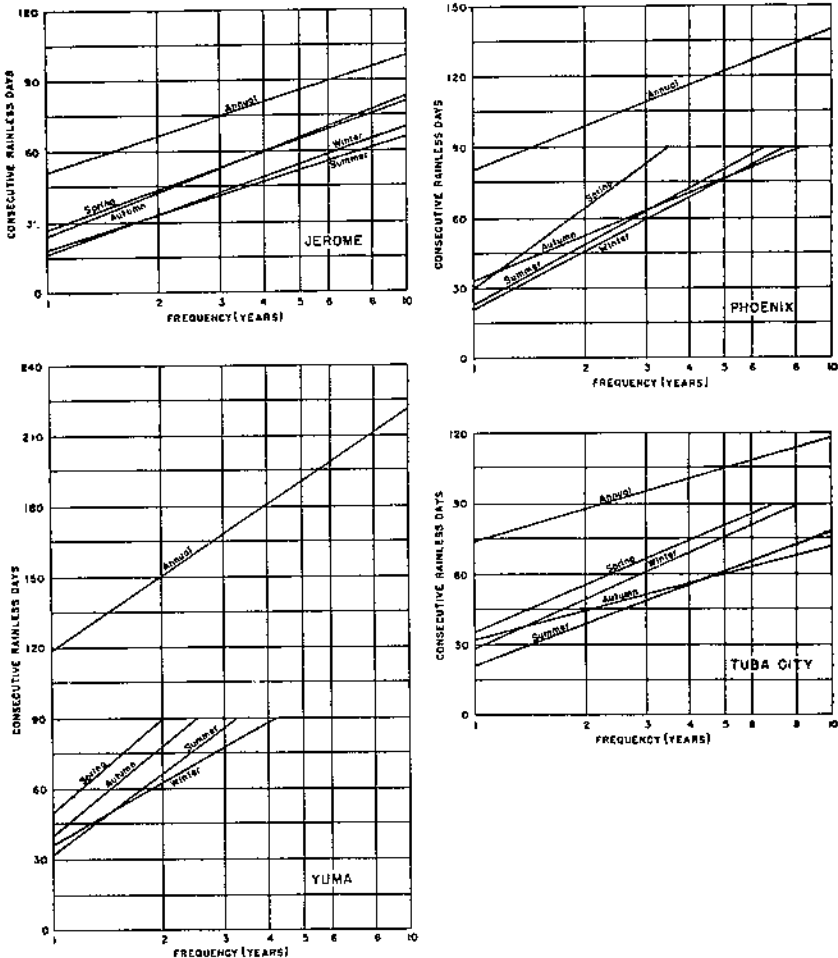 120
90
60
30
0
CONSECUTIVE RAINLESS DAYS
Annual
Spring
Autumn
Winter
Summer
JEROME
1 2 3 4 5 6 8 10
FREQUENCY (YEARS)
150
120
90
60
30
0
CONSECUTIVE RAINLESS DAYS
Annual
Spring
Autumn
Summer
Winter
PHOENIX
1 2 3 4 5 6 8 10
FREQUENCY (YEARS)
240
210
180
150
120
90
60
30
0
CONSECUTIVE RAINLESS DAYS
Annual
Spring
Autumn
Summer
Winter
YUMA
1 2 3 4 5 6 8 10
FREQUENCY (YEARS)
120
90
60
30
0
CONSECUTIVE RAINLESS DAYS
Annual
Spring
Winter
Autumn
Summer
TUBA CITY
1 2 3 4 5 6 8 10
FREQUENCY (YEARS)